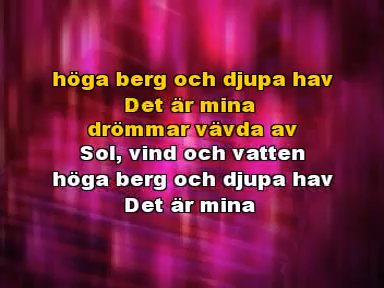 höga berg och djupa hav
Det är mina
drömmar vävda av
Sol, vind och vatten
höga berg och djupa hav
Det är mina